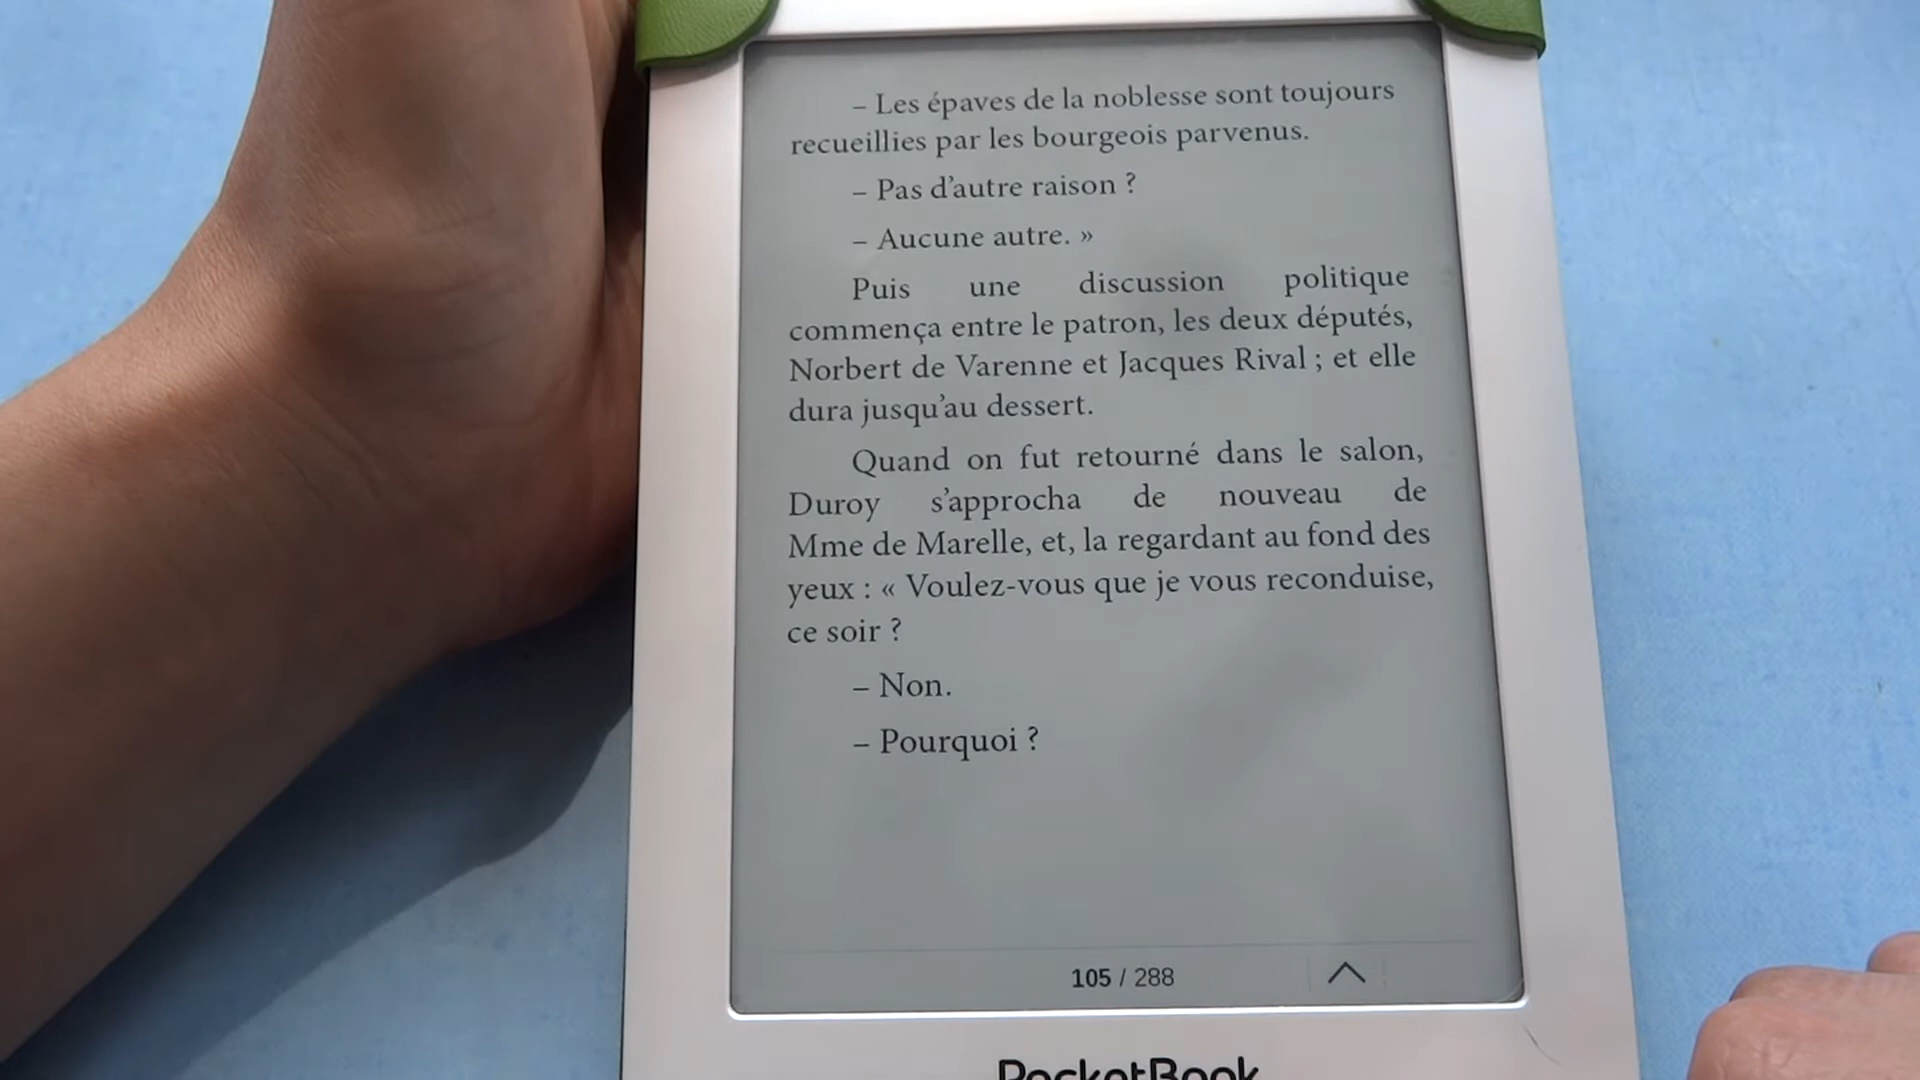 – Les épaves de la noblesse sont toujours
recueillies par les bourgeois parvenus.
– Pas d’autre raison ?
– Aucune autre. »
Puis une discussion politique
commença entre le patron, les deux députés,
Norbert de Varenne et Jacques Rival ; et elle
dura jusqu’au dessert.
Quand on fut retourné dans le salon,
Duroy s’approcha de nouveau de
Mme de Marelle, et, la regardant au fond des
yeux : « Voulez-vous que je vous reconduise,
ce soir ?
– Non.
– Pourquoi ?
105 / 288
PocketBook